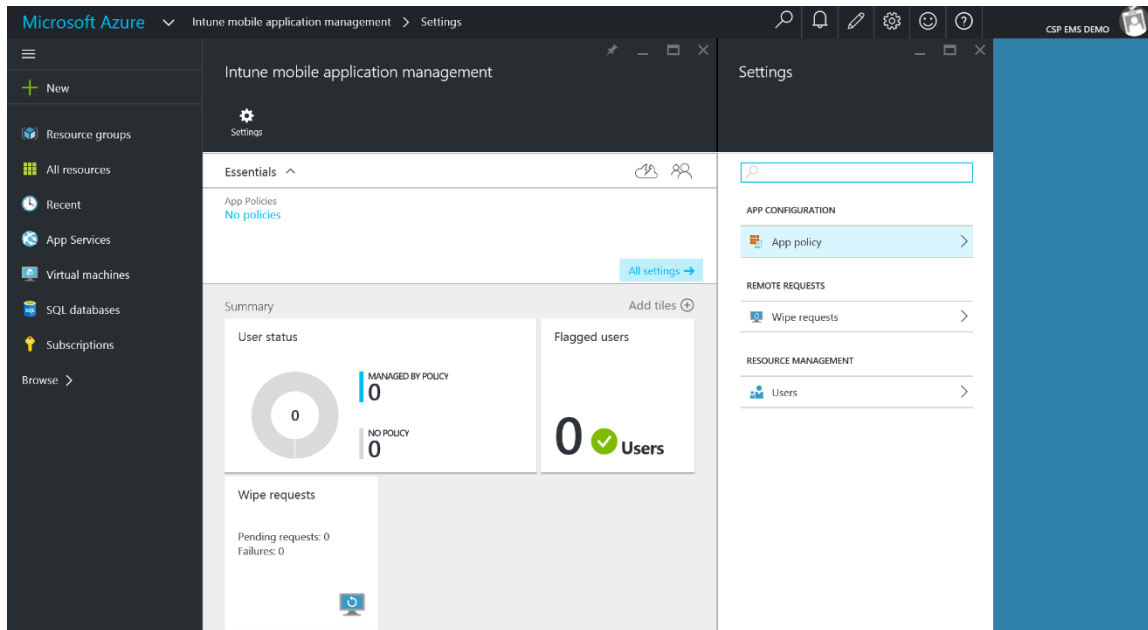 Microsoft Azure Intune mobile application management > Settings
CSP EMS DEMO
New
Resource groups
All resources
Recent
App Services
Virtual machines
SQL databases
Subscriptions
Browse >
Intune mobile application management
Settings
Essentials
App Policies
No policies
All settings →
Summary
Add tiles
User status
0
MANAGED BY POLICY
0
NO POLICY
0
Flagged users
0 Users
Wipe requests
Pending requests: 0
Failures: 0
Settings
APP CONFIGURATION
App policy
REMOTE REQUESTS
Wipe requests
RESOURCE MANAGEMENT
Users